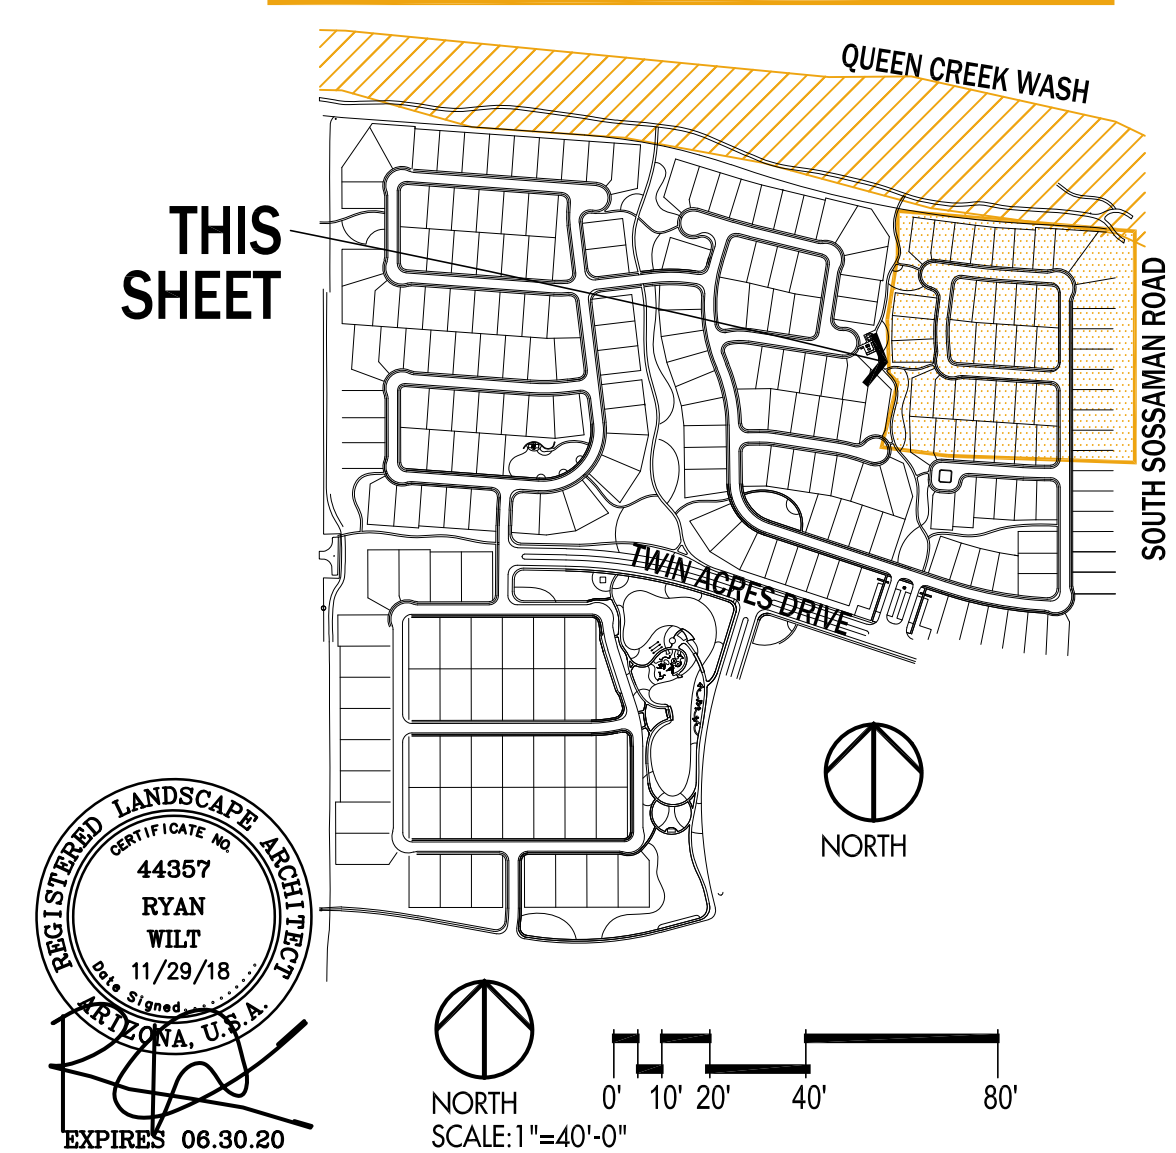 QUEEN CREEK WASH
THIS
SHEET
SOUTH SOSSAMAN ROAD
TWIN ACRES DRIVE
NORTH
REGISTERED LANDSCAPE ARCHITECT
CERTIFICATE NO.
44357
RYAN
WILT
11/29/18
Date Signed..........
ARIZONA, U.S.A.
EXPIRES 06.30.20
NORTH
SCALE:1"=40'-0"
0' 10' 20' 40' 80'